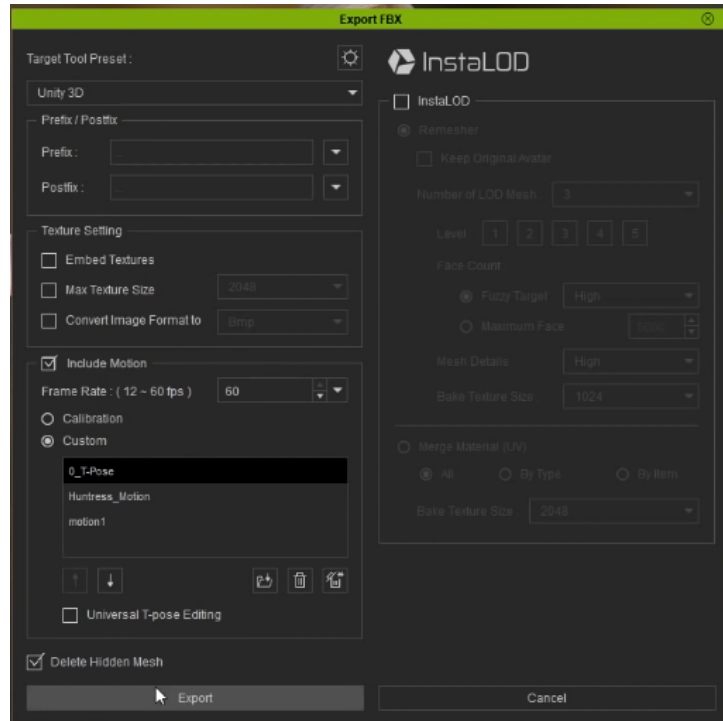 Export FBX
Target Tool Preset :
Unity 3D
Prefix / Postfix
Prefix :
Postfix :
Texture Setting
Embed Textures
Max Texture Size 2048
Convert Image Format to Bmp
Include Motion
Frame Rate : ( 12 ~ 60 fps ) 60
Calibration
Custom
0_T-Pose
Huntress_Motion
motion1
Universal T-pose Editing
Delete Hidden Mesh
Export
InstaLOD
InstaLOD
Remesher
Keep Original Avatar
Number of LOD Mesh 3
Level 1 2 3 4 5
Face Count
Fuzzy Target High
Maximum Face
Mesh Details High
Bake Texture Size 1024
Merge Material (UV)
All By Type By Item
Bake Texture Size 2048
Cancel